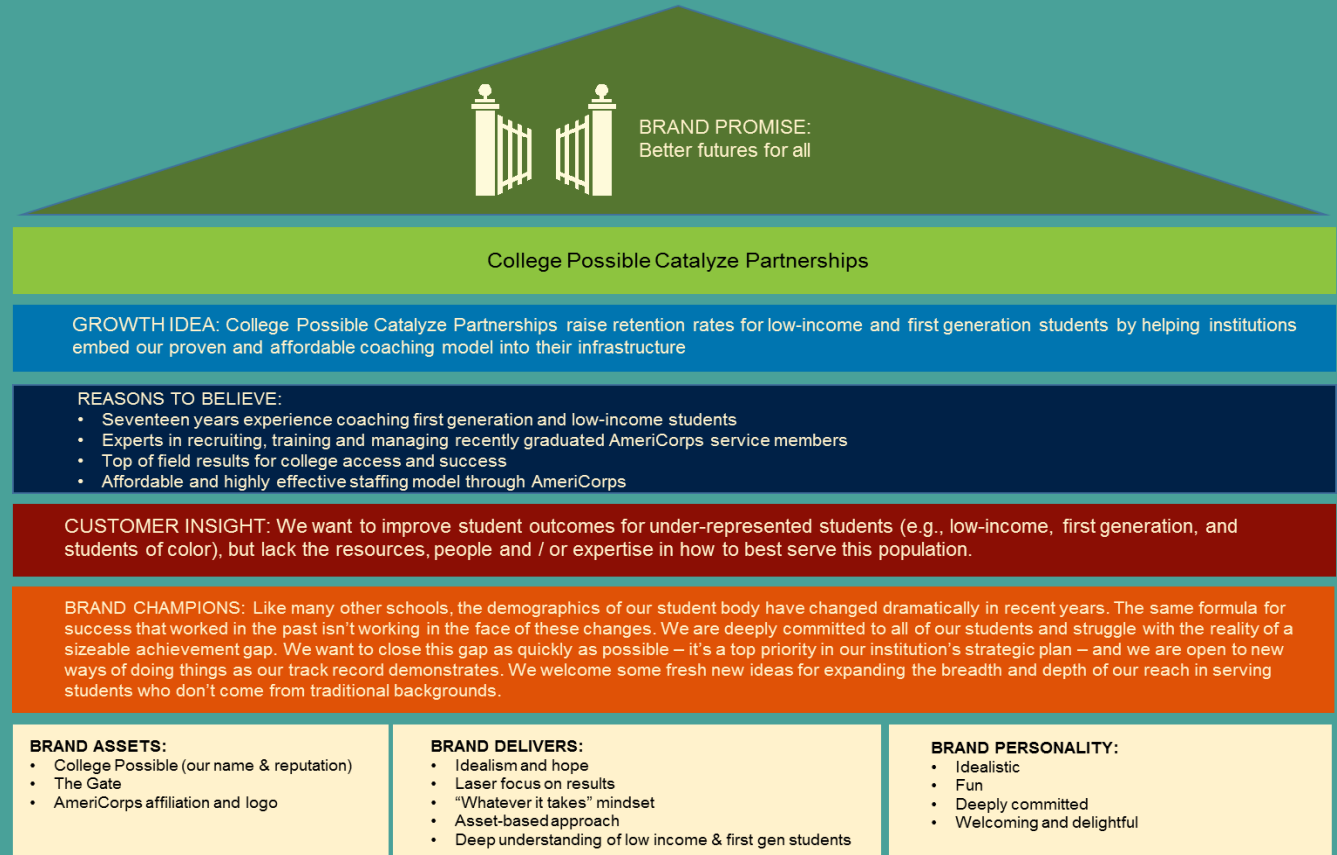 BRAND PROMISE:
Better futures for all
College Possible Catalyze Partnerships
GROWTH IDEA: College Possible Catalyze Partnerships raise retention rates for low-income and first generation students by helping institutions
embed our proven and affordable coaching model into their infrastructure
REASONS TO BELIEVE:
• Seventeen years experience coaching first generation and low-income students
• Experts in recruiting, training and managing recently graduated AmeriCorps service members
• Top of field results for college access and success
• Affordable and highly effective staffing model through AmeriCorps
CUSTOMER INSIGHT: We want to improve student outcomes for under-represented students (e.g., low-income, first generation, and
students of color), but lack the resources, people and / or expertise in how to best serve this population.
BRAND CHAMPIONS: Like many other schools, the demographics of our student body have changed dramatically in recent years. The same formula for
success that worked in the past isn't working in the face of these changes. We are deeply committed to all of our students and struggle with the reality of a
sizeable achievement gap. We want to close this gap as quickly as possible – it's a top priority in our institution's strategic plan – and we are open to new
ways of doing things as our track record demonstrates. We welcome some fresh new ideas for expanding the breadth and depth of our reach in serving
students who don't come from traditional backgrounds.
BRAND ASSETS:
• College Possible (our name & reputation)
• The Gate
• AmeriCorps affiliation and logo
BRAND DELIVERS:
• Idealism and hope
• Laser focus on results
• "Whatever it takes" mindset
• Asset-based approach
• Deep understanding of low income & first gen students
BRAND PERSONALITY:
• Idealistic
• Fun
• Deeply committed
• Welcoming and delightful